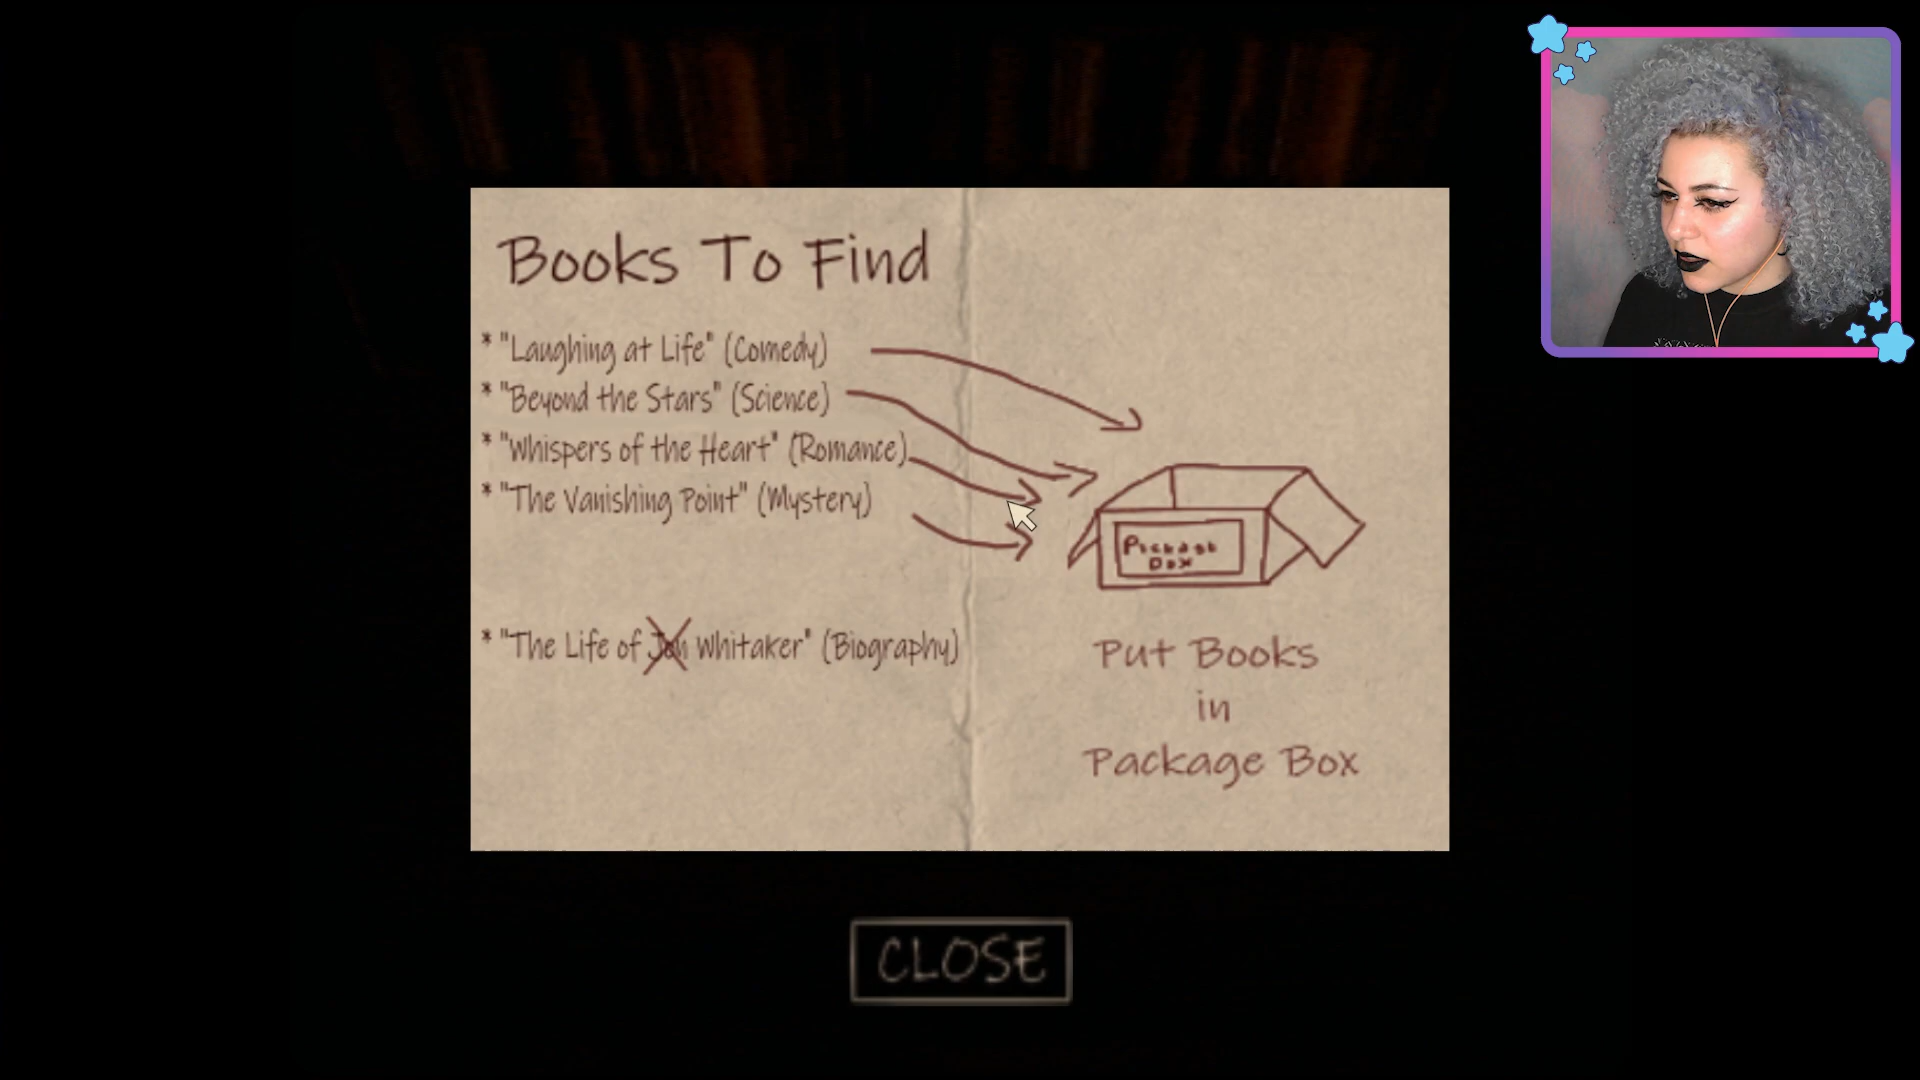 Books To Find
* "Laughing at Life" (Comedy)
* "Beyond the Stars" (Science)
* "Whispers of the Heart" (Romance)
* "The Vanishing Point" (Mystery)
* "The Life of Jon Whitaker" (Biography)
Package
Box
Put Books
in
Package Box
CLOSE